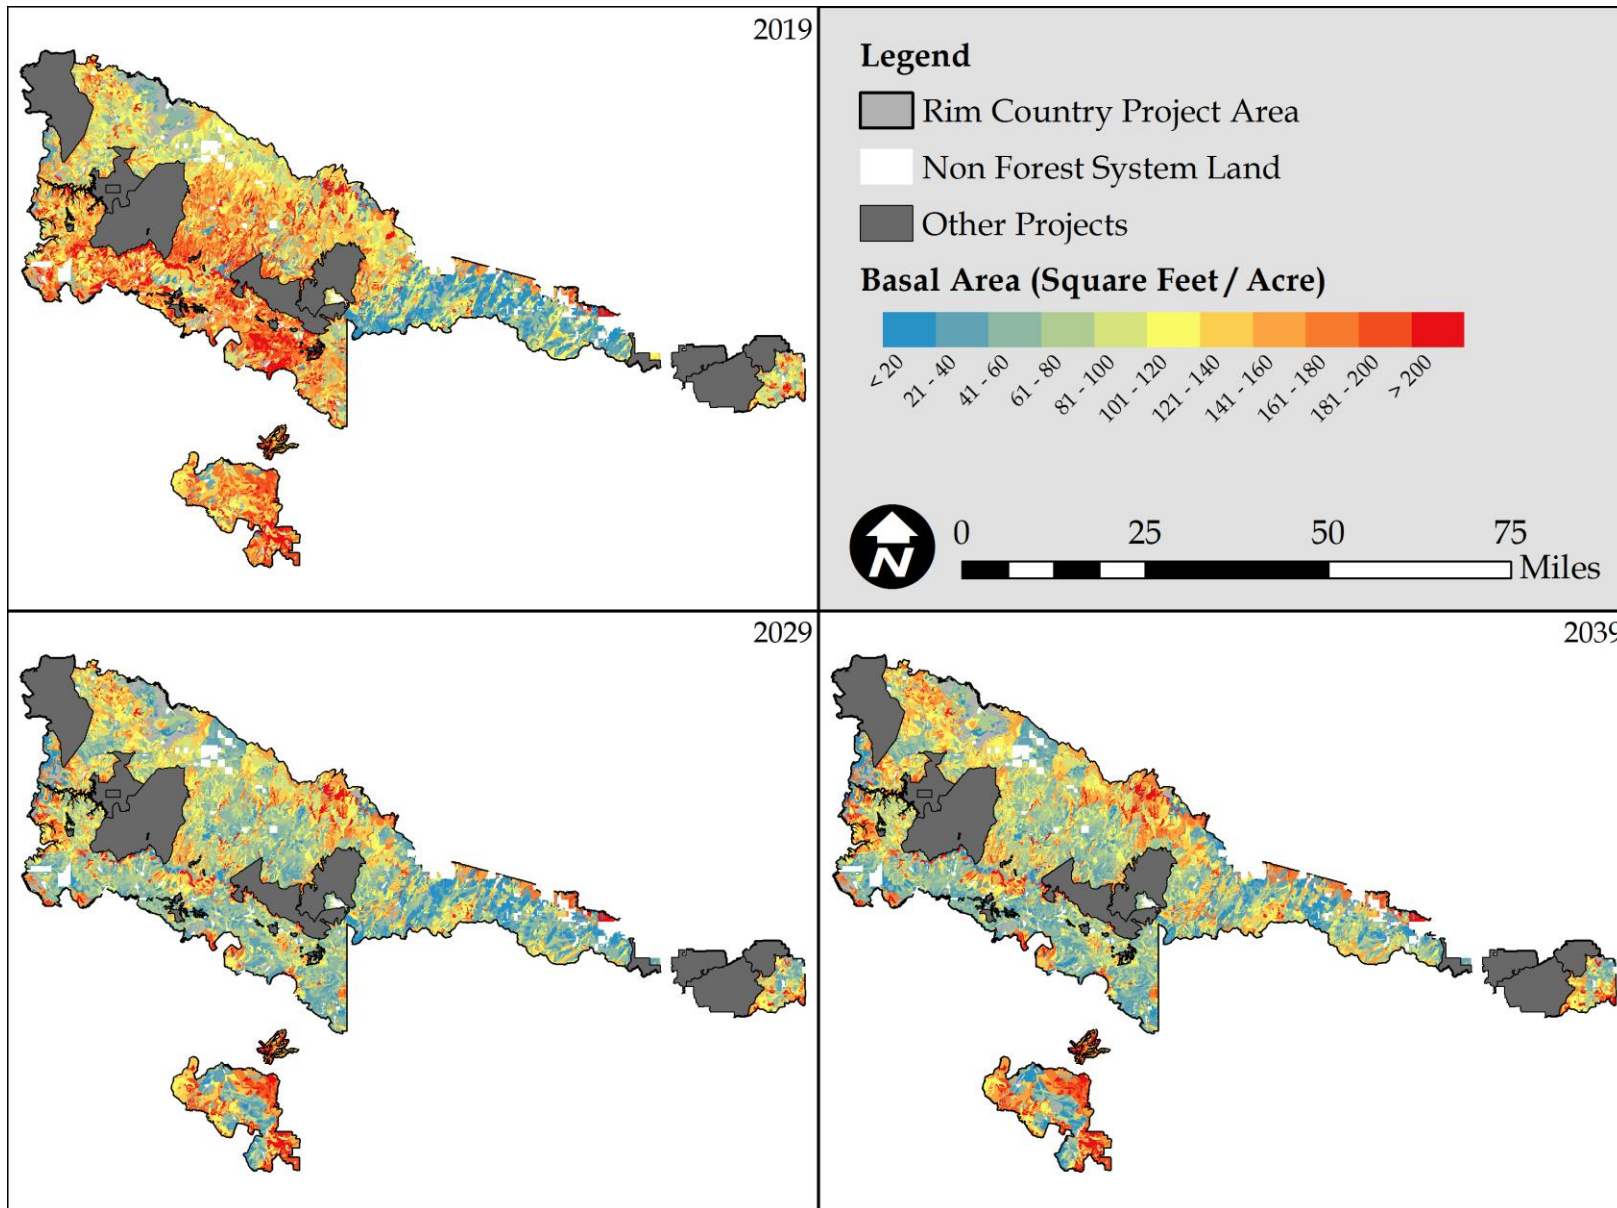 2019
Legend
Rim Country Project Area
Non Forest System Land
Other Projects
Basal Area (Square Feet / Acre)
< 20
21 - 40
41 - 60
61 - 80
81 - 100
101 - 120
121 - 140
141 - 160
161 - 180
181 - 200
> 200
N
0 25 50 75
Miles
2029
2039